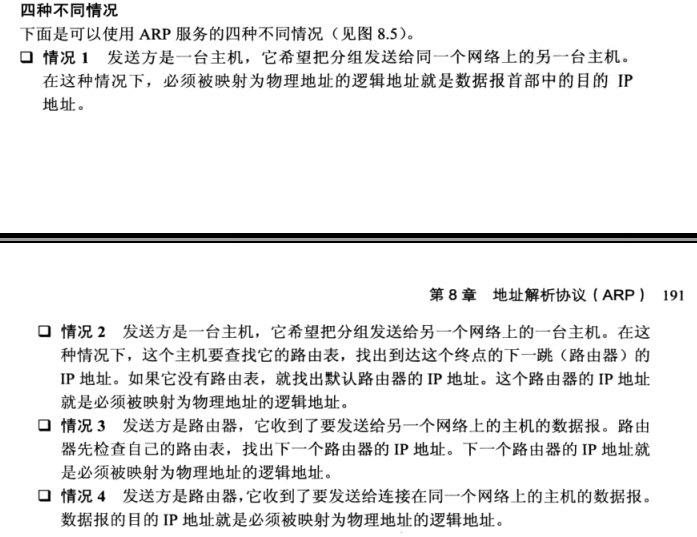 四种不同情况
下面是可以使用 ARP 服务的四种不同情况（见图 8.5）。
❑ 情况 1 发送方是一台主机，它希望把分组发送给同一个网络上的另一台主机。
在这种情况下，必须被映射为物理地址的逻辑地址就是数据报首部中的目的 IP
地址。
第 8 章 地址解析协议（ARP） 191
❑ 情况 2 发送方是一台主机，它希望把分组发送给另一个网络上的一台主机。在这
种情况下，这个主机要查找它的路由表，找出到达这个终点的下一跳（路由器）的
IP 地址。如果它没有路由表，就找出默认路由器的 IP 地址。这个路由器的 IP 地址
就是必须被映射为物理地址的逻辑地址。
❑ 情况 3 发送方是路由器，它收到了要发送给另一个网络上的主机的数据报。路由
器先检查自己的路由表，找出下一个路由器的 IP 地址。下一个路由器的 IP 地址就
是必须被映射为物理地址的逻辑地址。
❑ 情况 4 发送方是路由器，它收到了要发送给连接在同一个网络上的主机的数据报。
数据报的目的 IP 地址就是必须被映射为物理地址的逻辑地址。